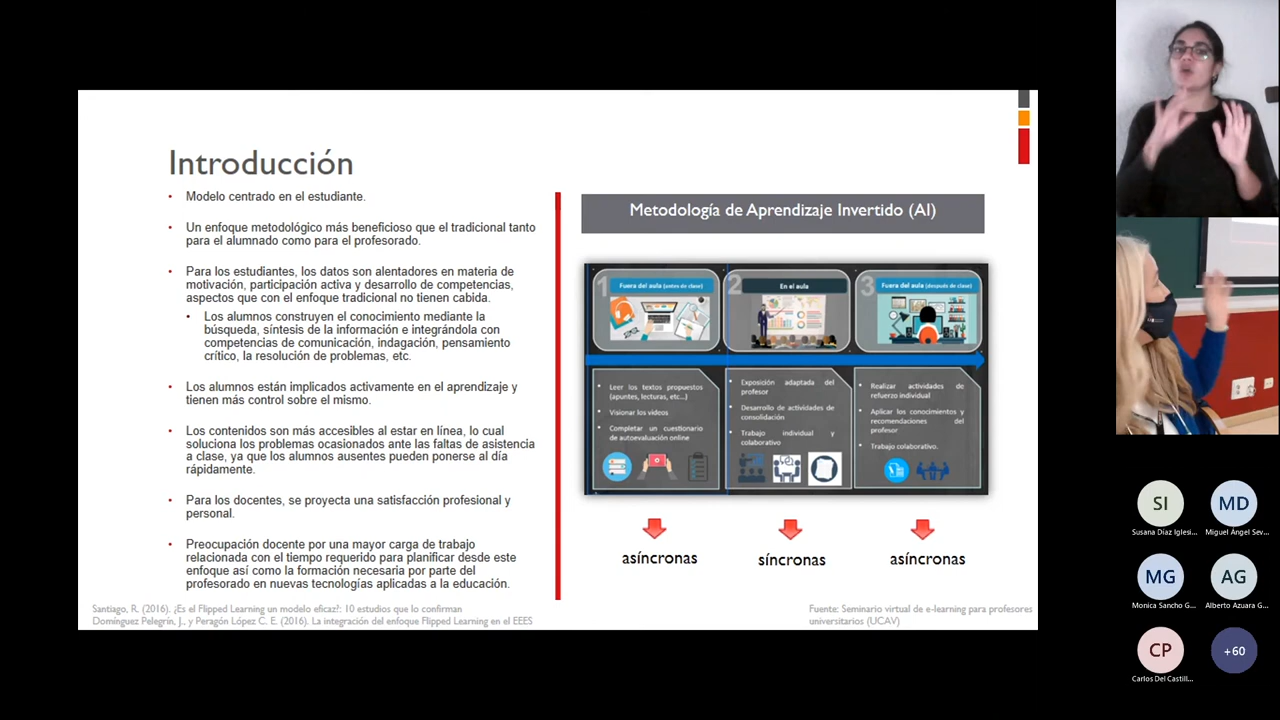 Introducción
• Modelo centrado en el estudiante.
• Un enfoque metodológico más beneficioso que el tradicional tanto
para el alumnado como para el profesorado.
• Para los estudiantes, los datos son alentadores en materia de
motivación, participación activa y desarrollo de competencias,
aspectos que con el enfoque tradicional no tienen cabida.
• Los alumnos construyen el conocimiento mediante la
búsqueda, síntesis de la información e integrándola con
competencias de comunicación, indagación, pensamiento
crítico, la resolución de problemas, etc.
• Los alumnos están implicados activamente en el aprendizaje y
tienen más control sobre el mismo.
• Los contenidos son más accesibles al estar en línea, lo cual
soluciona los problemas ocasionados ante las faltas de asistencia
a clase, ya que los alumnos ausentes pueden ponerse al día
rápidamente.
• Para los docentes, se proyecta una satisfacción profesional y
personal.
• Preocupación docente por una mayor carga de trabajo
relacionada con el tiempo requerido para planificar desde este
enfoque así como la formación necesaria por parte del
profesorado en nuevas tecnologías aplicadas a la educación.
Santiago, R. (2016). ¿Es el Flipped Learning un modelo eficaz?: 10 estudios que lo confirman
Domínguez Pelegrín, J., y Peragón López C. E. (2016). La integración del enfoque Flipped Learning en el EEES
Metodología de Aprendizaje Invertido (AI)
1
Fuera del aula (antes de clase)
• Leer los textos propuestos
(apuntes, lecturas, etc...)
• Visionar los videos
• Completar un cuestionario
de autoevaluación online
2
En el aula
• Exposición adaptada del
profesor
• Desarrollo de actividades de
consolidación
• Trabajo individual y
colaborativo
3
Fuera del aula (después de clase)
• Realizar actividades de
refuerzo individual
• Aplicar los conocimientos y
recomendaciones del
profesor
• Trabajo colaborativo.
asíncronas
síncronas
asíncronas
Fuente: Seminario virtual de e-learning para profesores
universitarios (UCAV)
SI
Susana Díaz Iglesi...
MD
Miguel Ángel Sev...
MG
Monica Sancho G...
AG
Alberto Azuara G...
CP
Carlos Del Castill...
+60